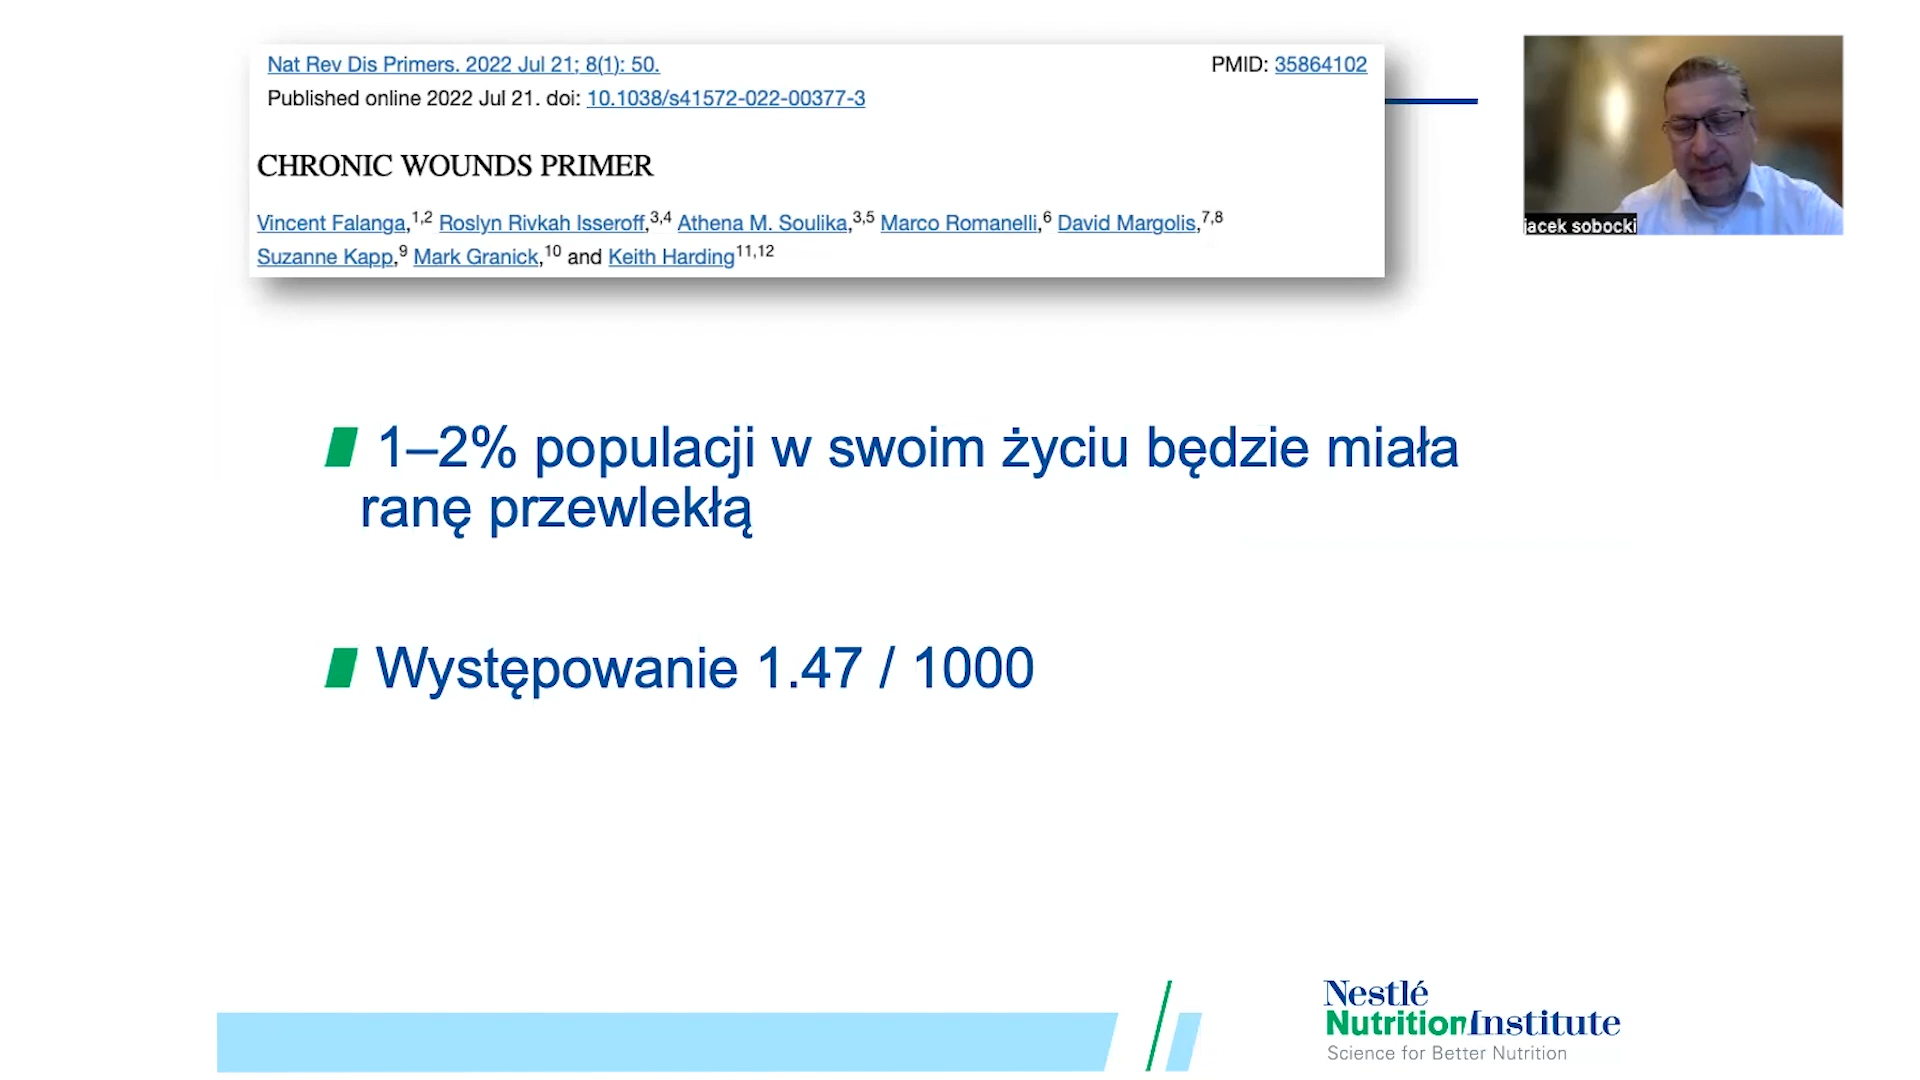 Nat Rev Dis Primers. 2022 Jul 21; 8(1): 50.
PMID: 35864102
Published online 2022 Jul 21. doi: 10.1038/s41572-022-00377-3
CHRONIC WOUNDS PRIMER
Vincent Falanga,1,2 Roslyn Rivkah Isseroff,3,4 Athena M. Soulika,3,5 Marco Romanelli,6 David Margolis,7,8
Suzanne Kapp,9 Mark Granick,10 and Keith Harding11,12
jacek sobocki
1–2% populacji w swoim życiu będzie miała
ranę przewlekłą
Występowanie 1.47 / 1000
Nestlé
NutritionInstitute
Science for Better Nutrition